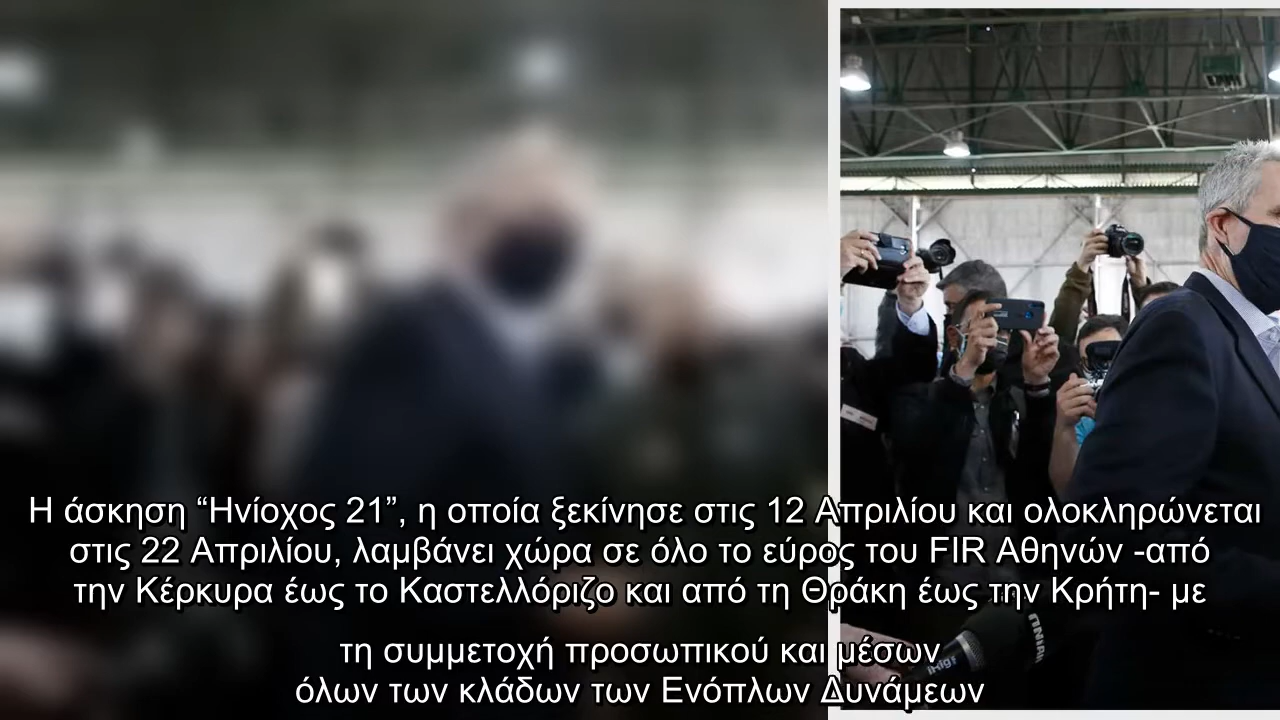 Η άσκηση “Ηνίοχος 21”, η οποία ξεκίνησε στις 12 Απριλίου και ολοκληρώνεται
στις 22 Απριλίου, λαμβάνει χώρα σε όλο το εύρος του FIR Αθηνών -από
την Κέρκυρα έως το Καστελλόριζο και από τη Θράκη έως την Κρήτη- με
τη συμμετοχή προσωπικού και μέσων
όλων των κλάδων των Ενόπλων Δυνάμεων